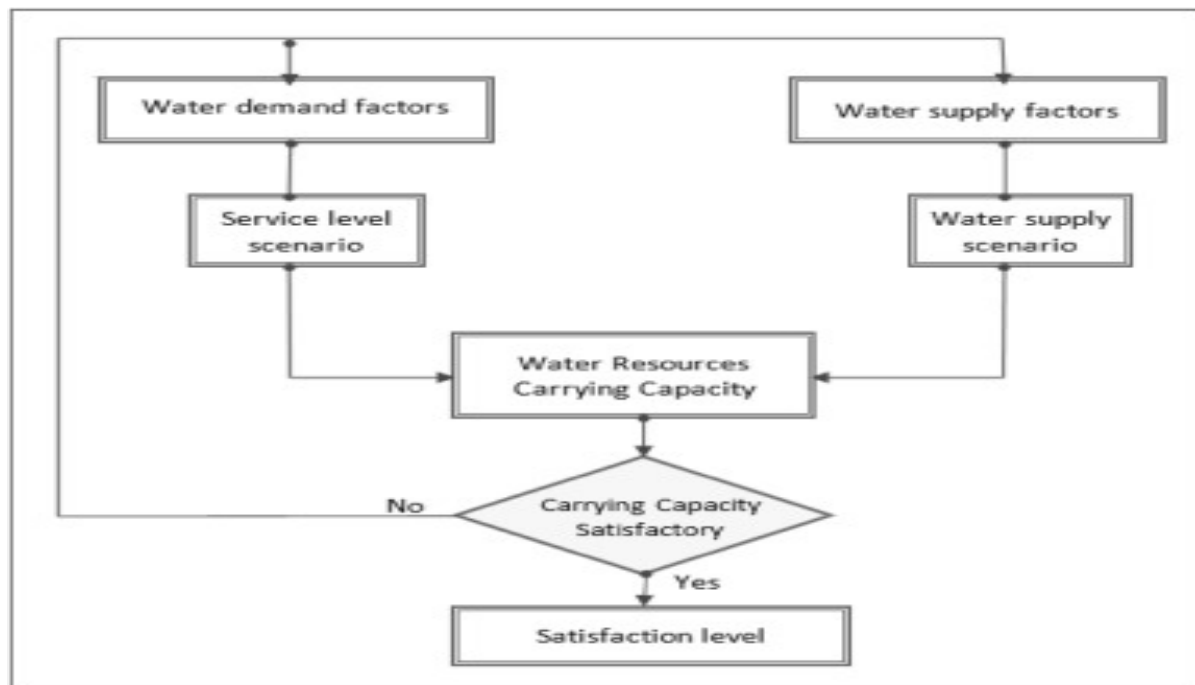 Water demand factors
Water supply factors
Service level
scenario
Water supply
scenario
Water Resources
Carrying Capacity
No
Carrying Capacity
Satisfactory
Yes
Satisfaction level